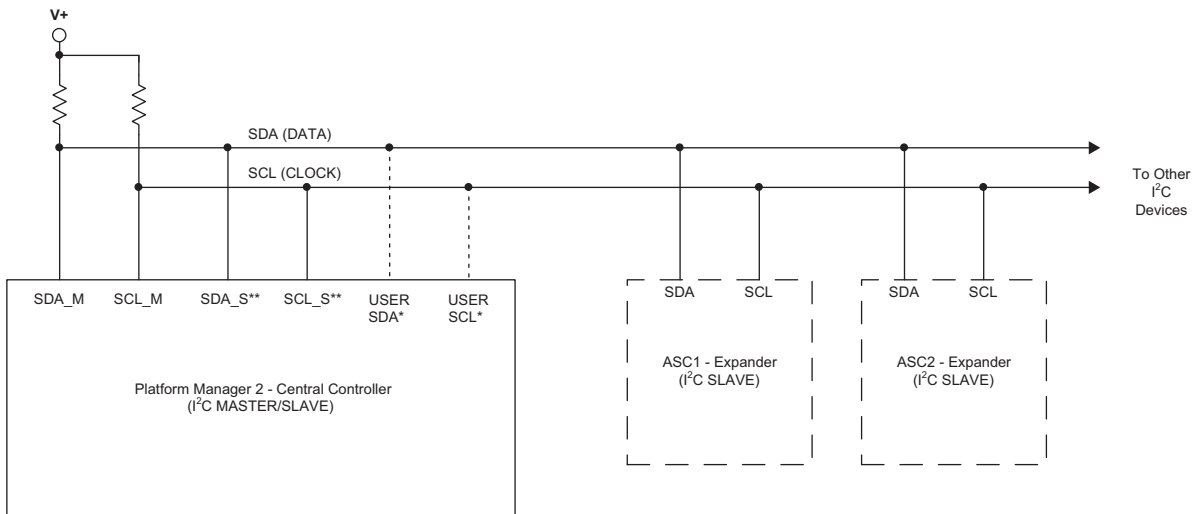 V+
SDA (DATA)
SCL (CLOCK)
To Other
I²C
Devices
SDA_M SCL_M SDA_S** SCL_S** USER SDA* USER SCL*
SDA SCL
SDA SCL
Platform Manager 2 - Central Controller
(I²C MASTER/SLAVE)
ASC1 - Expander
(I²C SLAVE)
ASC2 - Expander
(I²C SLAVE)